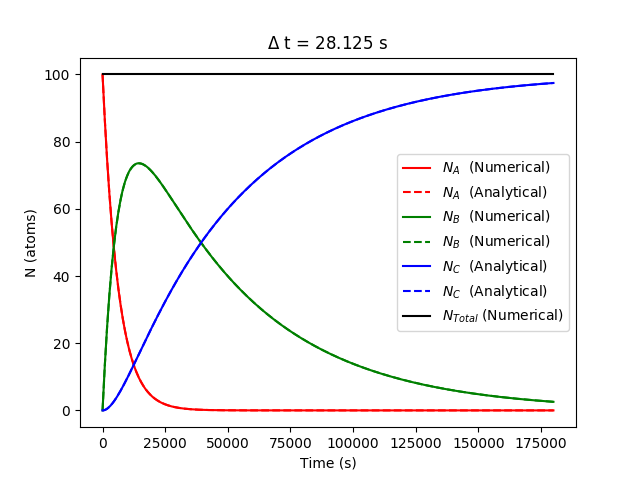 Δ t = 28.125 s
100
80
60
40
20
0
N (atoms)
N_A (Numerical)
N_A (Analytical)
N_B (Numerical)
N_B (Numerical)
N_C (Analytical)
N_C (Analytical)
N_Total (Numerical)
0 25000 50000 75000 100000 125000 150000 175000
Time (s)